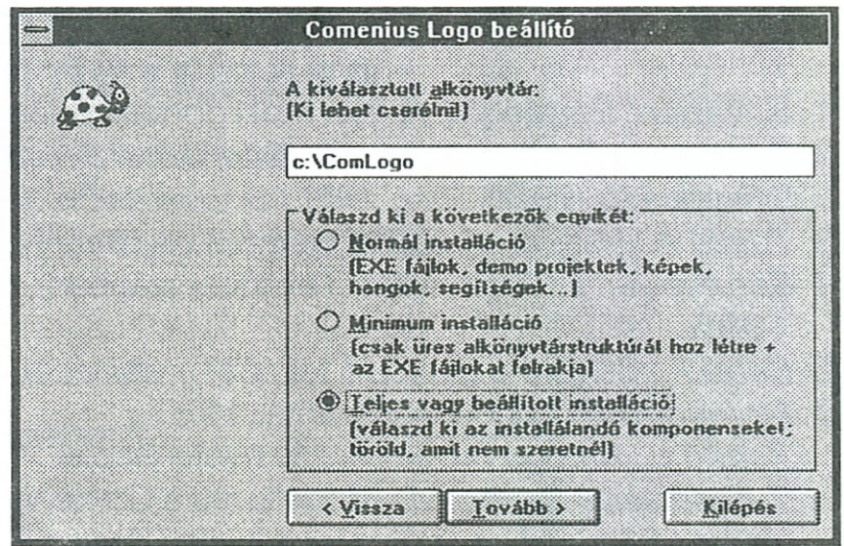 Comenius Logo beállító
A kiválasztott alkönyvtár:
(Ki lehet cserélni!)
c:\ComLogo
Válaszd ki a következők egyikét:
Normál installáció
(EXE fájlok, demo projektek, képek,
hangok, segítségek...)
Minimum installáció
(csak üres alkönyvtárstruktúrát hoz létre +
az EXE fájlokat felrakja)
Teljes vagy beállított installáció
(válaszd ki az installálandó komponenseket;
töröld, amit nem szeretnél)
< Vissza
Tovább >
Kilépés